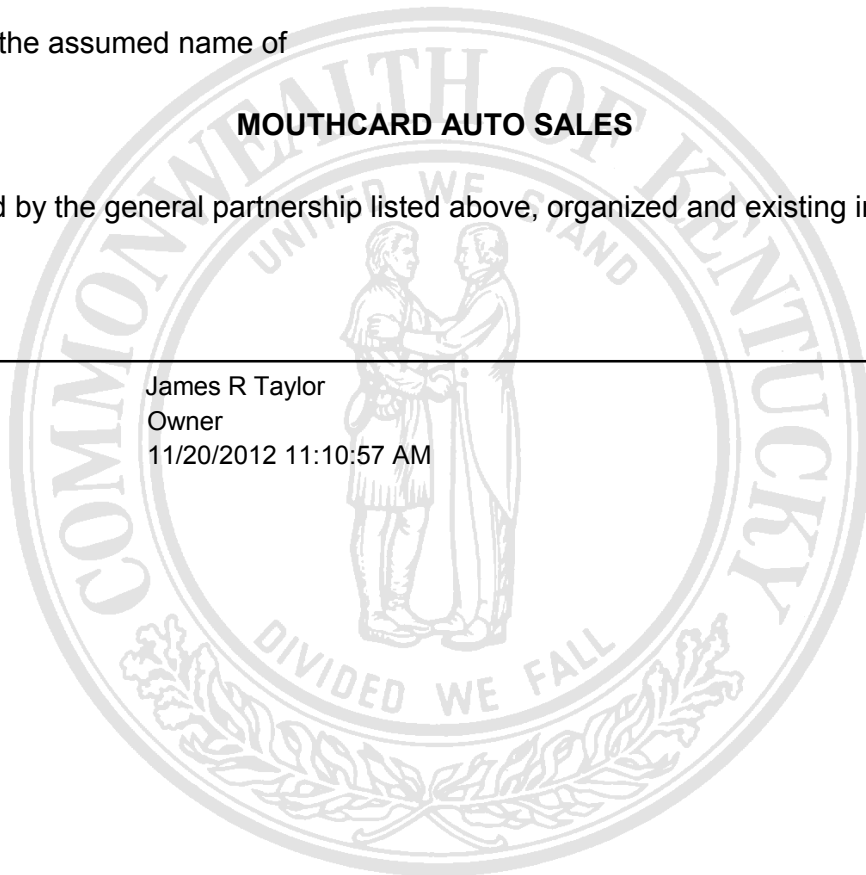 the assumed name of
MOUTHCARD AUTO SALES
by the general partnership listed above, organized and existing
James R Taylor
Owner
11/20/2012 11:10:57 AM
COMMONWEALTH OF KENTUCKY
UNITED WE STAND
DIVIDED WE FALL